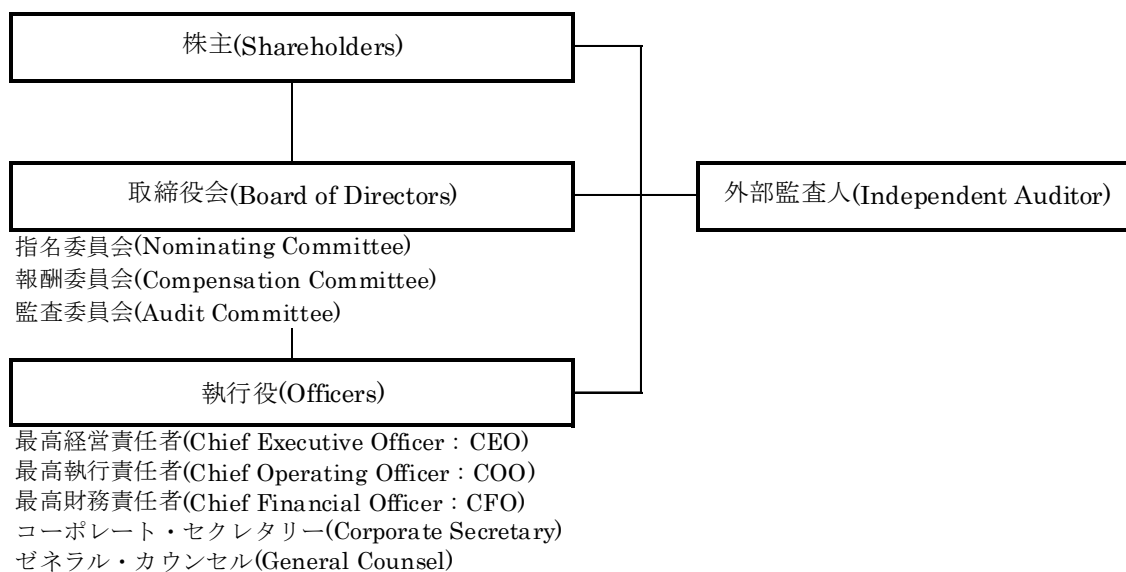 株主(Shareholders)
取締役会(Board of Directors)
外部監査人(Independent Auditor)
指名委員会(Nominating Committee)
報酬委員会(Compensation Committee)
監査委員会(Audit Committee)
執行役(Officers)
最高経営責任者(Chief Executive Officer：CEO)
最高執行責任者(Chief Operating Officer：COO)
最高財務責任者(Chief Financial Officer：CFO)
コーポレート・セクレタリー(Corporate Secretary)
ゼネラル・カウンセル(General Counsel)